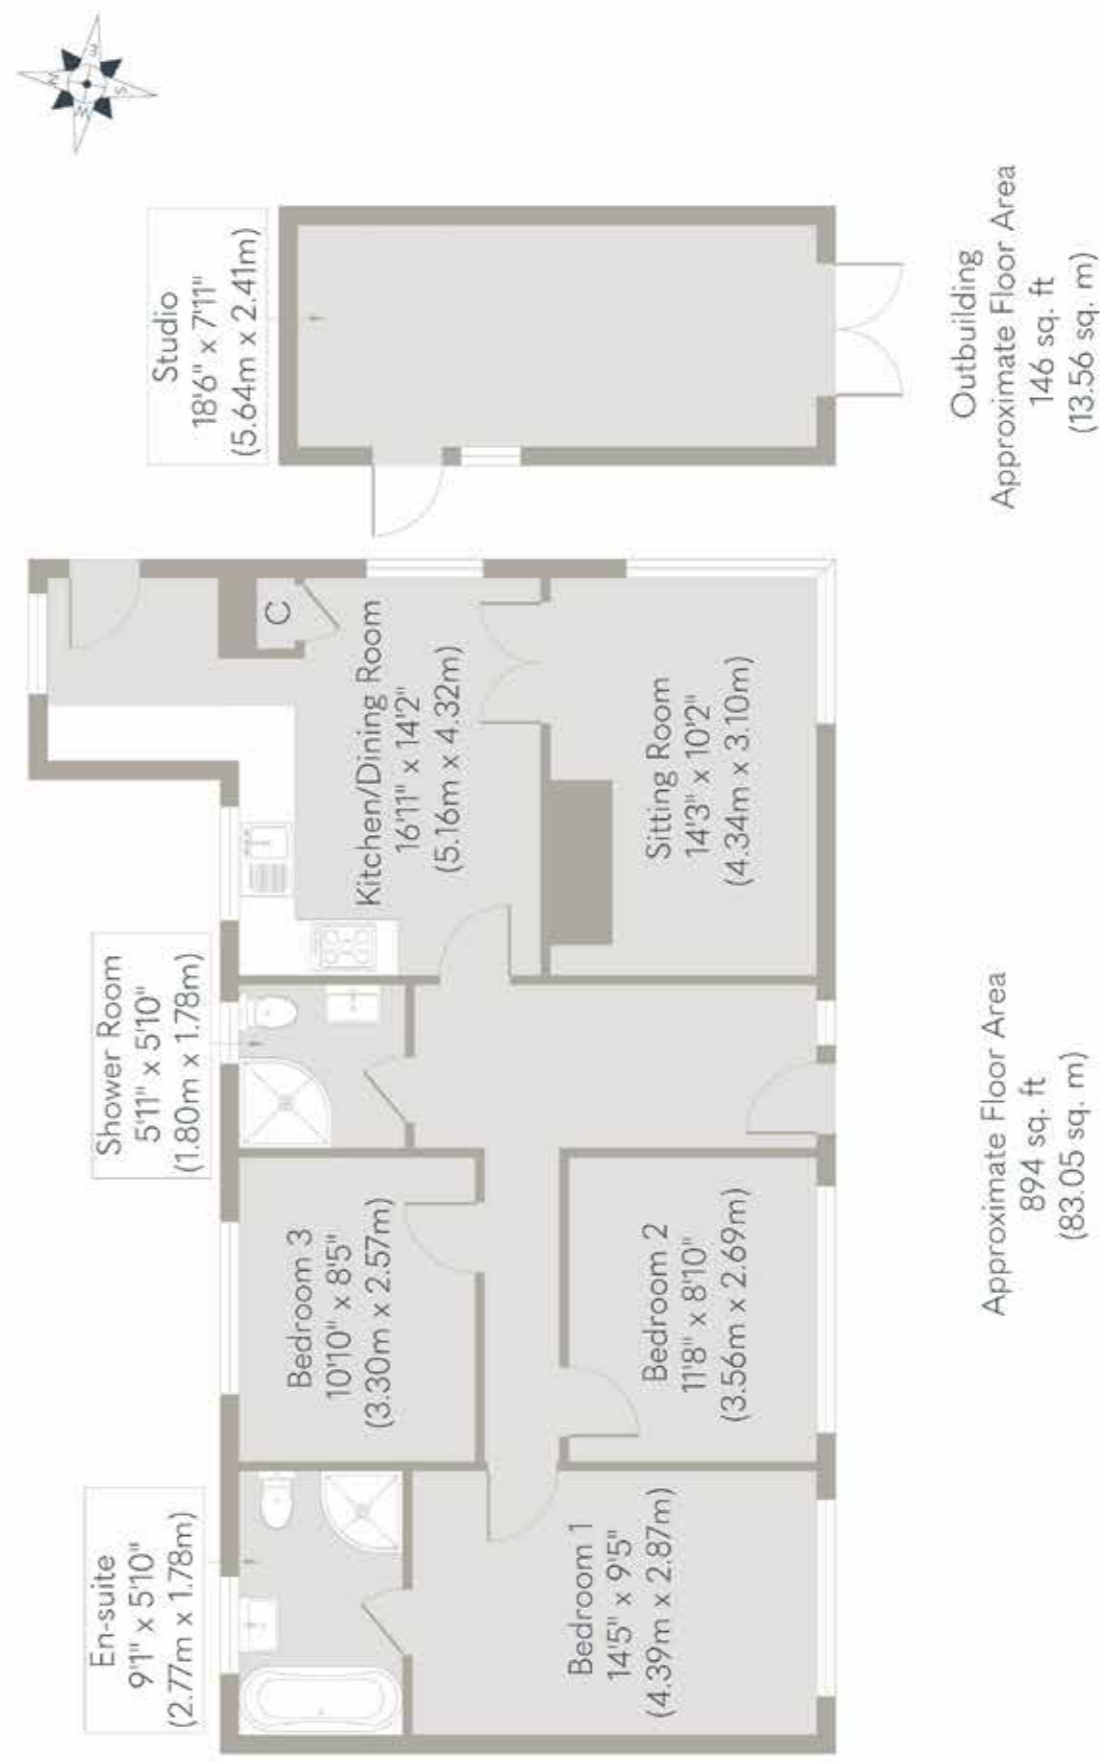 En-suite
9'1" x 5'10"
(2.77m x 1.78m)
Shower Room
5'11" x 5'10"
(1.80m x 1.78m)
Studio
18'6" x 7'11"
(5.64m x 2.41m)
N
E
S
W
Bedroom 3
10'10" x 8'5"
(3.30m x 2.57m)
C
Kitchen/Dining Room
16'11" x 14'2"
(5.16m x 4.32m)
Bedroom 1
14'5" x 9'5"
(4.39m x 2.87m)
Bedroom 2
11'8" x 8'10"
(3.56m x 2.69m)
Sitting Room
14'3" x 10'2"
(4.34m x 3.10m)
Approximate Floor Area
894 sq. ft
(83.05 sq. m)
Outbuilding
Approximate Floor Area
146 sq. ft
(13.56 sq. m)